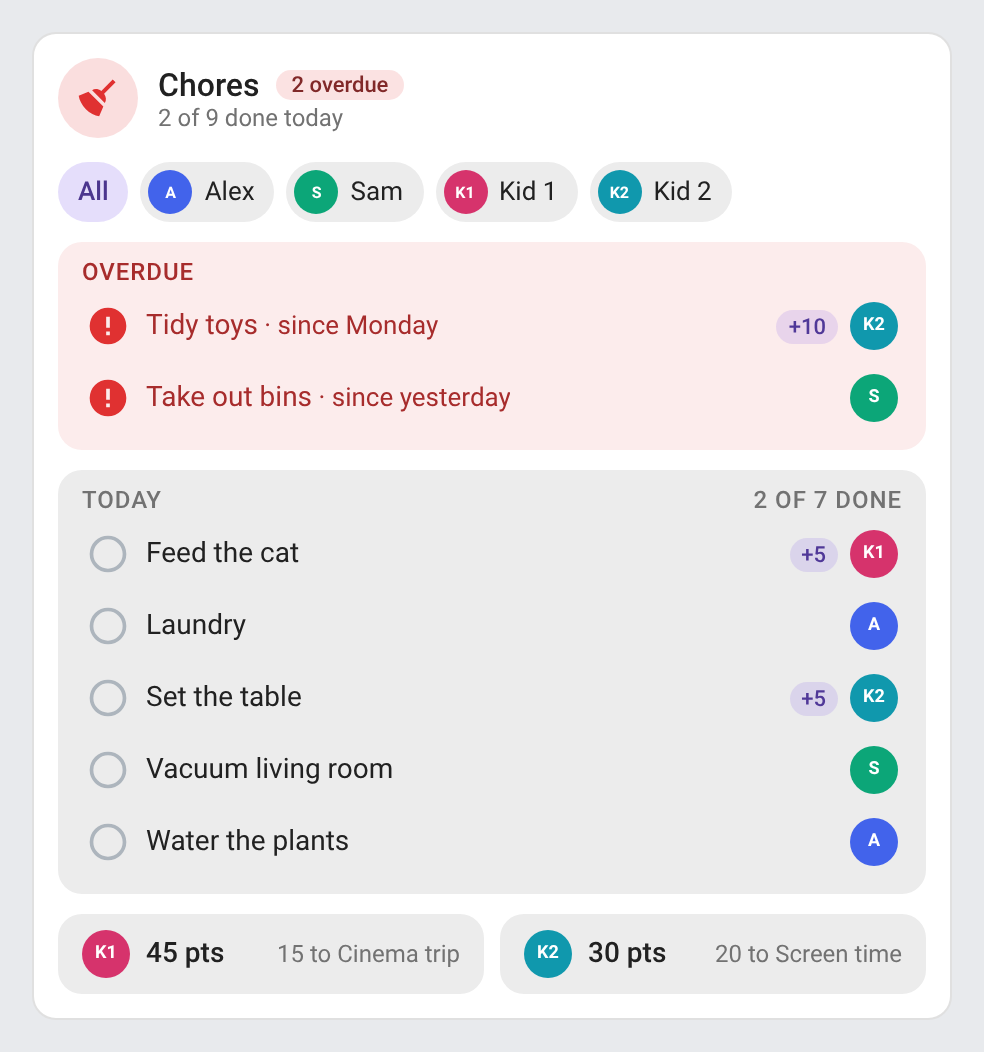 Chores 2 overdue
2 of 9 done today
All A Alex S Sam K1 Kid 1 K2 Kid 2
OVERDUE
! Tidy toys · since Monday +10 K2
! Take out bins · since yesterday S
TODAY 2 OF 7 DONE
Feed the cat +5 K1
Laundry A
Set the table +5 K2
Vacuum living room S
Water the plants A
K1 45 pts 15 to Cinema trip K2 30 pts 20 to Screen time